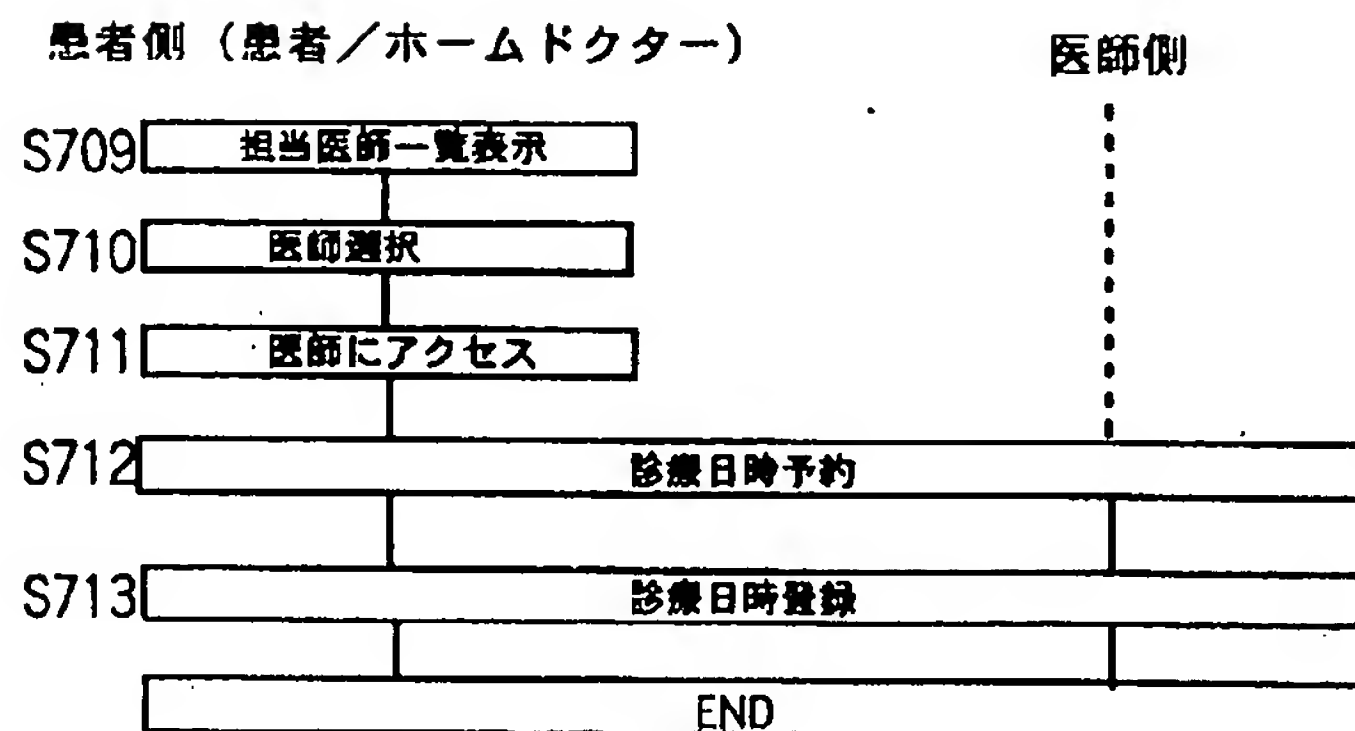 患者側（患者／ホームドクター）
医師側
S709 担当医師一覧表示
S710 医師選択
S711 医師にアクセス
S712 診療日時予約
S713 診療日時登録
END